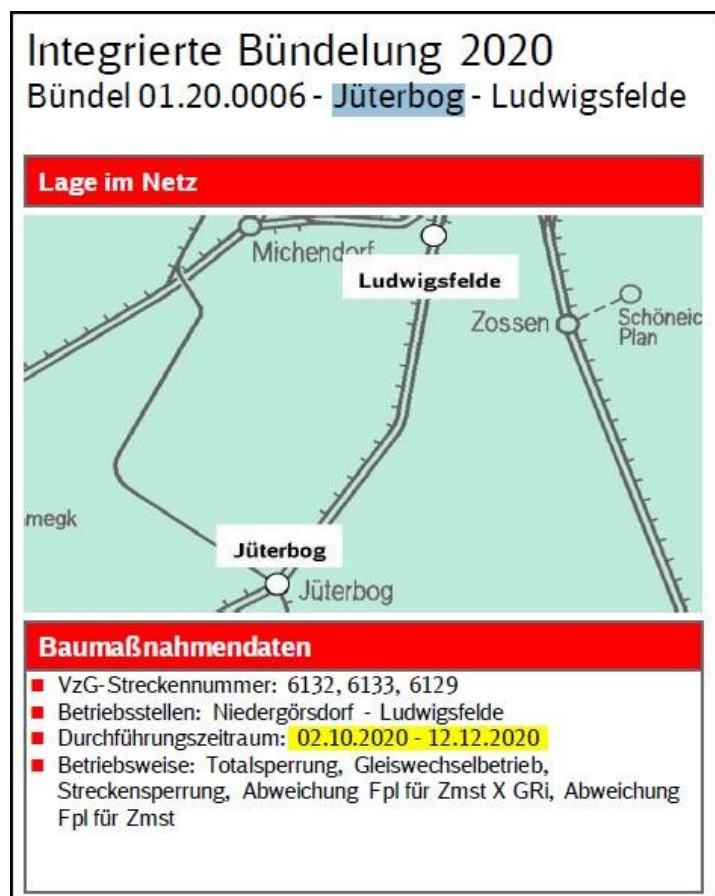 Integrierte Bündelung 2020
Bündel 01.20.0006 - Jüterbog - Ludwigsfelde
Lage im Netz
Michendorf
Ludwigsfelde
Zossen
Schöneic
Plan
megk
Jüterbog
Jüterbog
Baumaßnahmendaten
VzG-Streckennummer: 6132, 6133, 6129
Betriebsstellen: Niedergörsdorf - Ludwigsfelde
Durchführungszeitraum: 02.10.2020 - 12.12.2020
Betriebsweise: Totalsperrung, Gleiswechselbetrieb,
Streckensperrung, Abweichung Fpl für Zmst X GRi, Abweichung
Fpl für Zmst